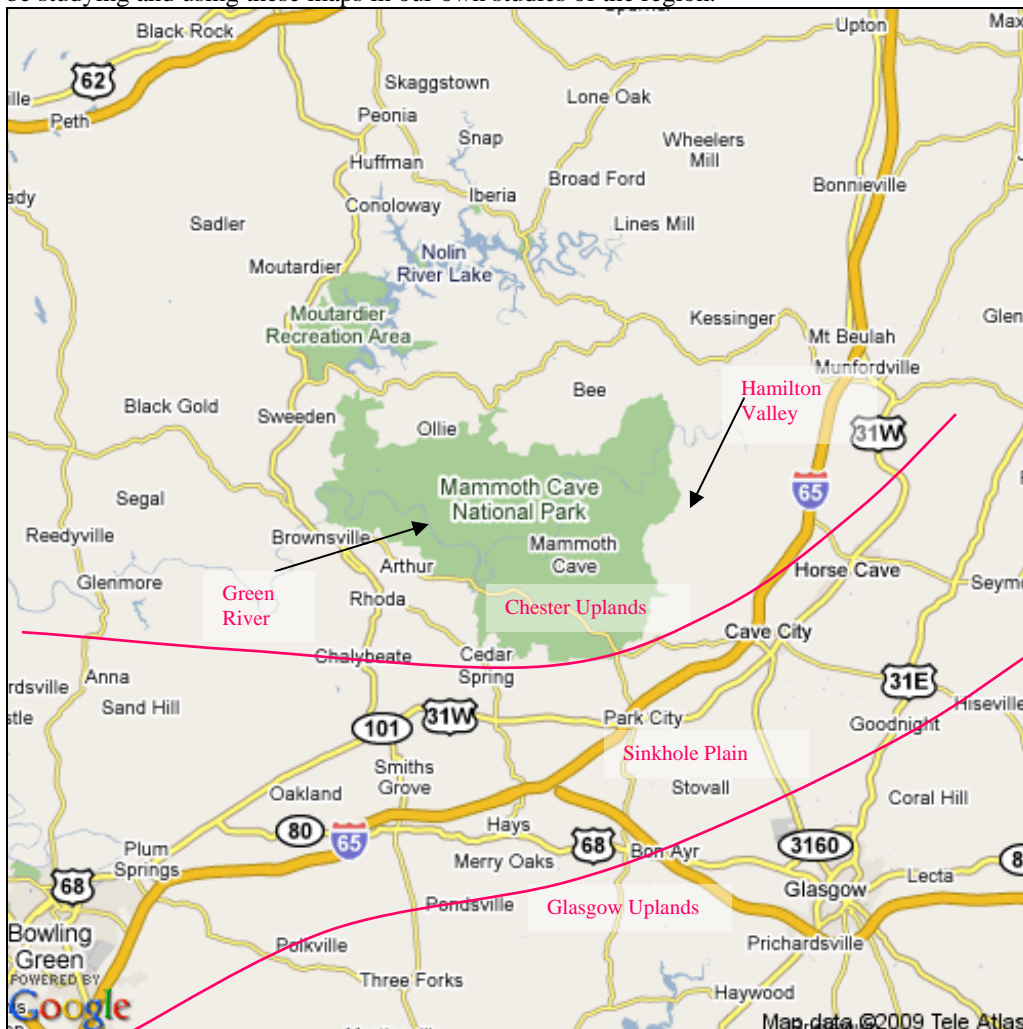 be studying and using these maps in our own studies of the region.
Black Rock
Upton
62
Skaggstown
Lone Oak
Peth
Peonia
Snap
Wheelers
Mill
Huffman
Broad Ford
Bonnieville
Iberia
Conoloway
Sadler
Lines Mill
Nolin
River Lake
Moutardier
Moutardier
Recreation Area
Kessinger
Glen
Mt Beulah
Munfordville
Bee
Hamilton
Valley
Black Gold
Sweeden
Ollie
31W
Mammoth Cave
National Park
65
Segal
Reedyville
Brownsville
Mammoth
Cave
Arthur
Horse Cave
Glenmore
Seymo
Green
River
Rhoda
Chester Uplands
Cave City
Chalybeate
Cedar
Spring
Anna
rdsville
31E
Sand Hill
Hiseville
stle
101
31W
Park City
Goodnight
Sinkhole Plain
Smiths
Grove
Stovall
Oakland
Coral Hill
80
65
Hays
Plum
Springs
Merry Oaks
68
Bon Ayr
3160
68
Glasgow
Lecta
Pondsville
Glasgow Uplands
Bowling
Green
Polkville
Prichardsville
POWERED BY
Google
Three Forks
Haywood
Map data ©2009 Tele Atlas